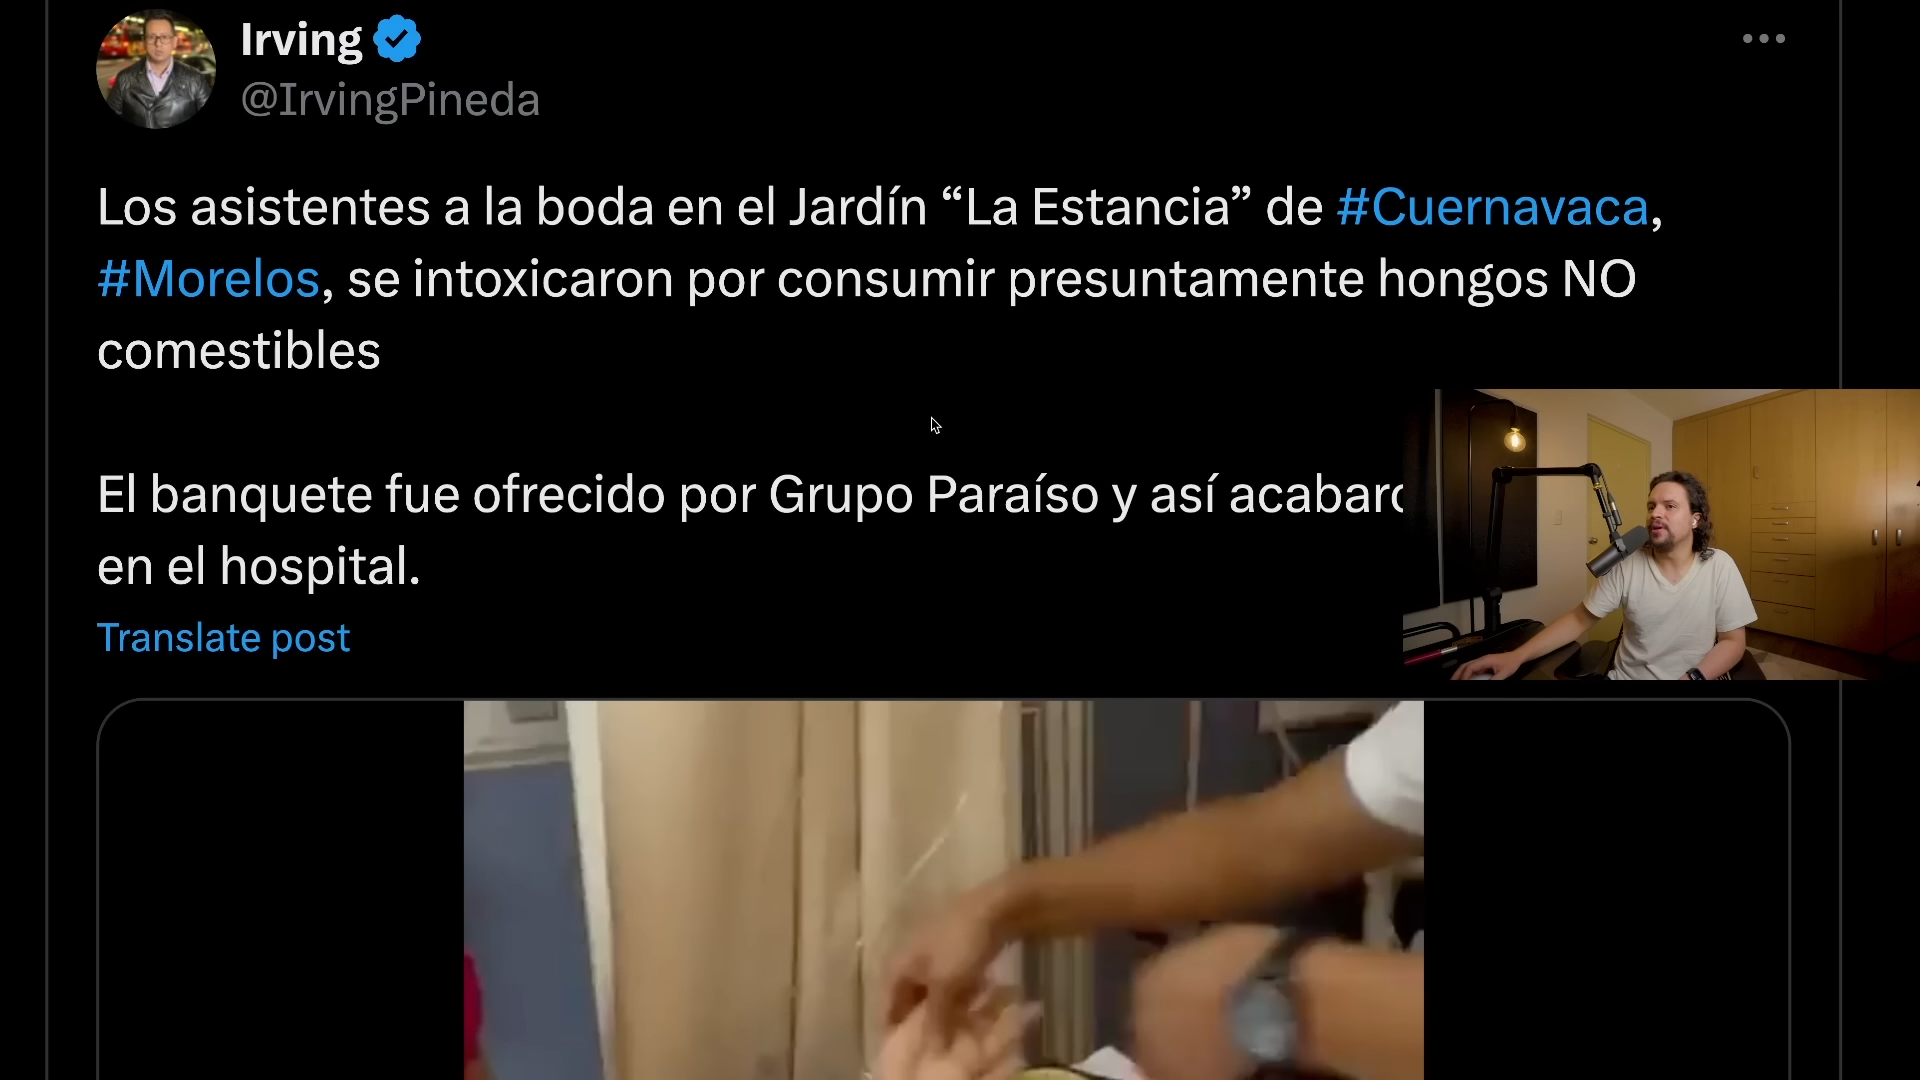 Irving
@IrvingPineda
Los asistentes a la boda en el Jardín “La Estancia” de #Cuernavaca,
#Morelos, se intoxicaron por consumir presuntamente hongos NO
comestibles
El banquete fue ofrecido por Grupo Paraíso y así
en el hospital.
Translate post